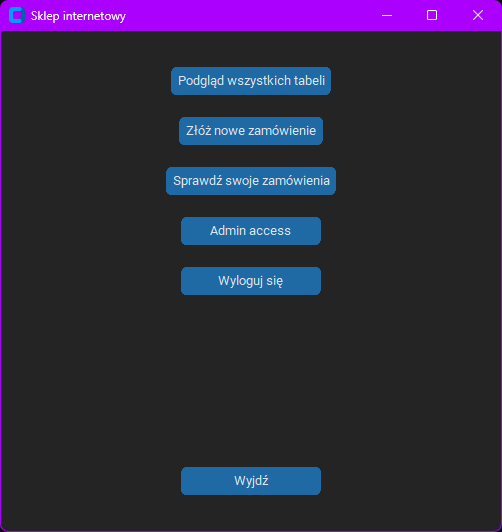 Sklep internetowy
Podgląd wszystkich tabeli
Złóż nowe zamówienie
Sprawdź swoje zamówienia
Admin access
Wyloguj się
Wyjdź